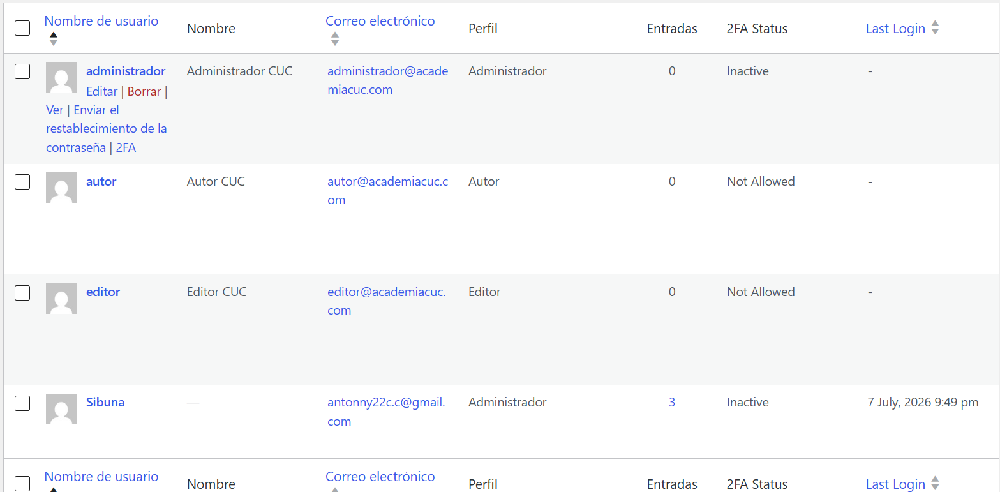 Nombre de usuario
Nombre
Correo electrónico
Perfil
Entradas
2FA Status
Last Login
administrador
Editar | Borrar |
Ver | Enviar el
restablecimiento de la
contraseña | 2FA
Administrador CUC
administrador@acade
miacuc.com
Administrador
0
Inactive
-
autor
Autor CUC
autor@academiacuc.c
om
Autor
0
Not Allowed
-
editor
Editor CUC
editor@academiacuc.
com
Editor
0
Not Allowed
-
Sibuna
—
antonny22c.c@gmail.
com
Administrador
3
Inactive
7 July, 2026 9:49 pm
Nombre de usuario
Nombre
Correo electrónico
Perfil
Entradas
2FA Status
Last Login